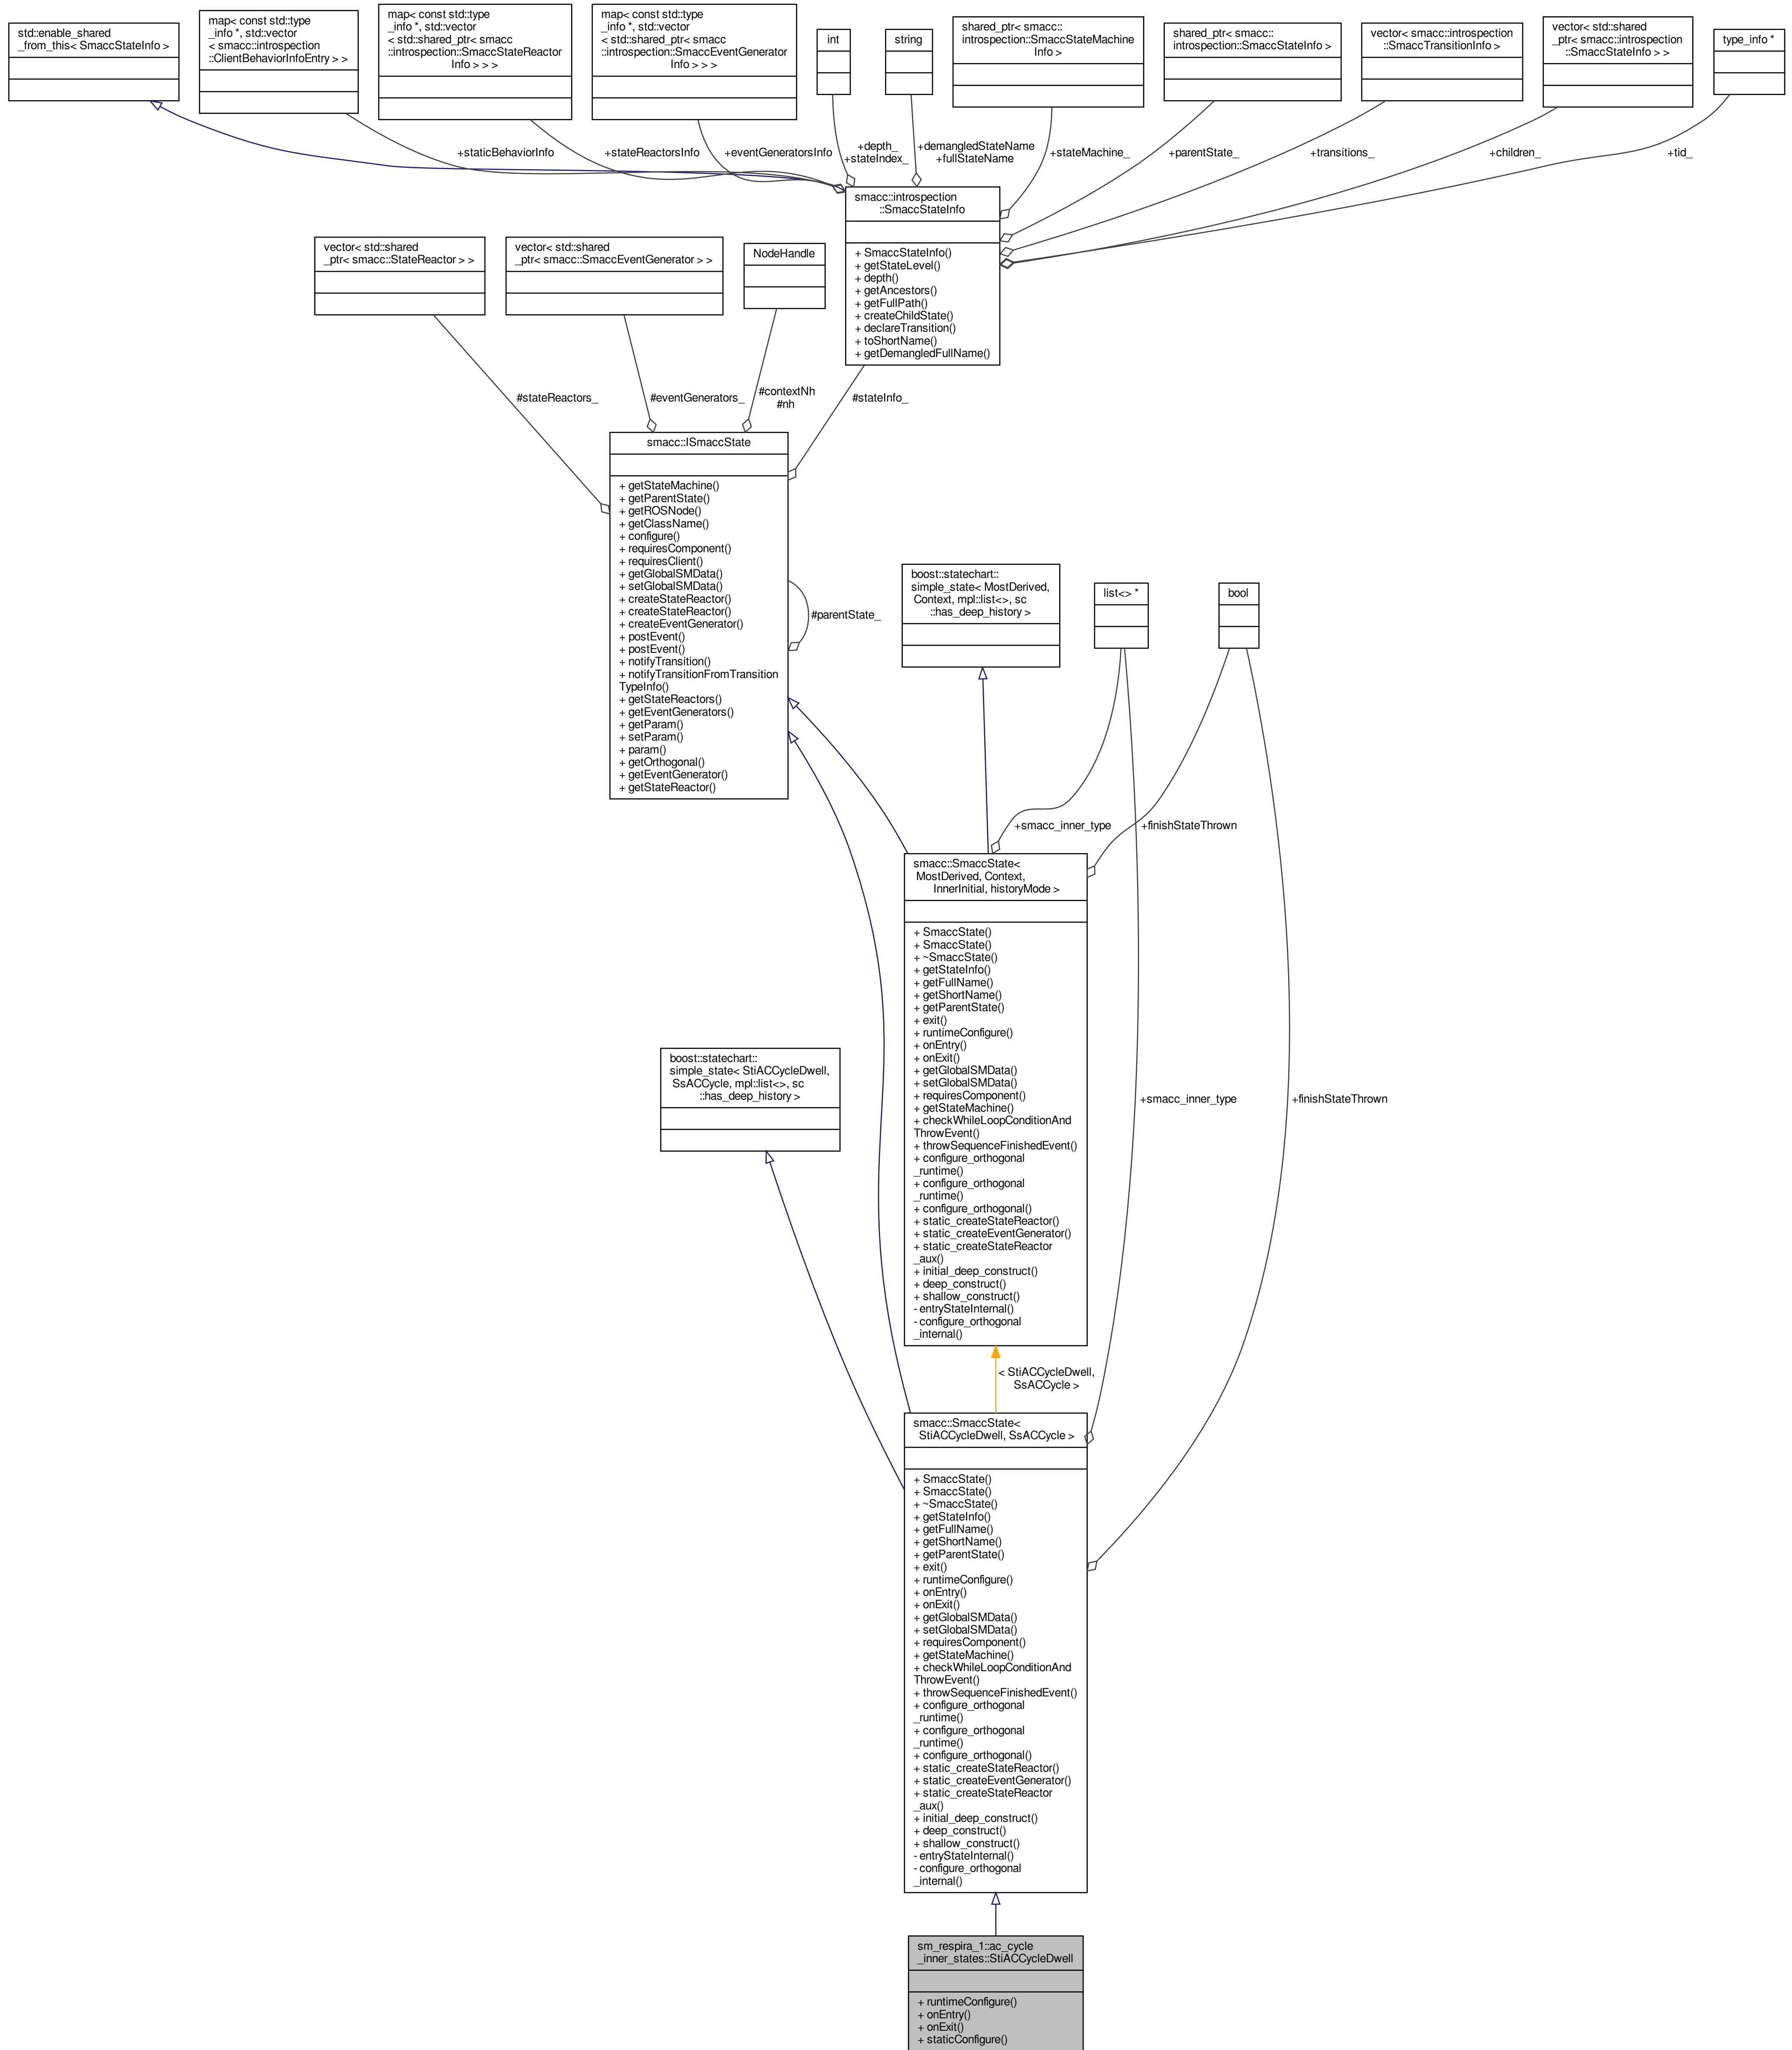 std::enable_shared
_from_this< SmaccStateInfo >
map< const std::type
_info *, std::vector
< smacc::introspection
::ClientBehaviorInfoEntry > >
map< const std::type
_info *, std::vector
< std::shared_ptr< smacc
::introspection::SmaccStateReactor
Info > > >
map< const std::type
_info *, std::vector
< std::shared_ptr< smacc
::introspection::SmaccEventGenerator
Info > > >
int
string
shared_ptr< smacc::
introspection::SmaccStateMachine
Info >
shared_ptr< smacc::
introspection::SmaccStateInfo >
vector< smacc::introspection
::SmaccTransitionInfo >
vector< std::shared
_ptr< smacc::introspection
::SmaccStateInfo > >
type_info *
+staticBehaviorInfo
+stateReactorsInfo
+eventGeneratorsInfo
+depth_
+stateIndex_
+demangledStateName
+fullStateName
+stateMachine_
+parentState_
+transitions_
+children_
+tid_
smacc::introspection
::SmaccStateInfo
+ SmaccStateInfo()
+ getStateLevel()
+ depth()
+ getAncestors()
+ getFullPath()
+ createChildState()
+ declareTransition()
+ toShortName()
+ getDemangledFullName()
vector< std::shared
_ptr< smacc::StateReactor > >
vector< std::shared
_ptr< smacc::SmaccEventGenerator > >
NodeHandle
#stateReactors_
#eventGenerators_
#contextNh
#nh
#stateInfo_
smacc::ISmaccState
+ getStateMachine()
+ getParentState()
+ getROSNode()
+ getClassName()
+ configure()
+ requiresComponent()
+ requiresClient()
+ getGlobalSMData()
+ setGlobalSMData()
+ createStateReactor()
+ createStateReactor()
+ createEventGenerator()
+ postEvent()
+ postEvent()
+ notifyTransition()
+ notifyTransitionFromTransition
TypeInfo()
+ getStateReactors()
+ getEventGenerators()
+ getParam()
+ setParam()
+ param()
+ getOrthogonal()
+ getEventGenerator()
+ getStateReactor()
#parentState_
boost::statechart::
simple_state< MostDerived,
Context, mpl::list<>, sc
::has_deep_history >
list<> *
bool
+smacc_inner_type
+finishStateThrown
smacc::SmaccState<
MostDerived, Context,
InnerInitial, historyMode >
+ SmaccState()
+ SmaccState()
+ ~SmaccState()
+ getStateInfo()
+ getFullName()
+ getShortName()
+ getParentState()
+ exit()
+ runtimeConfigure()
+ onEntry()
+ onExit()
+ getGlobalSMData()
+ setGlobalSMData()
+ requiresComponent()
+ getStateMachine()
+ checkWhileLoopConditionAnd
ThrowEvent()
+ throwSequenceFinishedEvent()
+ configure_orthogonal
_runtime()
+ configure_orthogonal
_runtime()
+ configure_orthogonal()
+ static_createStateReactor()
+ static_createEventGenerator()
+ static_createStateReactor
_aux()
+ initial_deep_construct()
+ deep_construct()
+ shallow_construct()
- entryStateInternal()
- configure_orthogonal
_internal()
boost::statechart::
simple_state< StiACCycleDwell,
SsACCycle, mpl::list<>, sc
::has_deep_history >
+smacc_inner_type
+finishStateThrown
< StiACCycleDwell,
SsACCycle >
smacc::SmaccState<
StiACCycleDwell, SsACCycle >
+ SmaccState()
+ SmaccState()
+ ~SmaccState()
+ getStateInfo()
+ getFullName()
+ getShortName()
+ getParentState()
+ exit()
+ runtimeConfigure()
+ onEntry()
+ onExit()
+ getGlobalSMData()
+ setGlobalSMData()
+ requiresComponent()
+ getStateMachine()
+ checkWhileLoopConditionAnd
ThrowEvent()
+ throwSequenceFinishedEvent()
+ configure_orthogonal
_runtime()
+ configure_orthogonal
_runtime()
+ configure_orthogonal()
+ static_createStateReactor()
+ static_createEventGenerator()
+ static_createStateReactor
_aux()
+ initial_deep_construct()
+ deep_construct()
+ shallow_construct()
- entryStateInternal()
- configure_orthogonal
_internal()
sm_respira_1::ac_cycle
_inner_states::StiACCycleDwell
+ runtimeConfigure()
+ onEntry()
+ onExit()
+ staticConfigure()